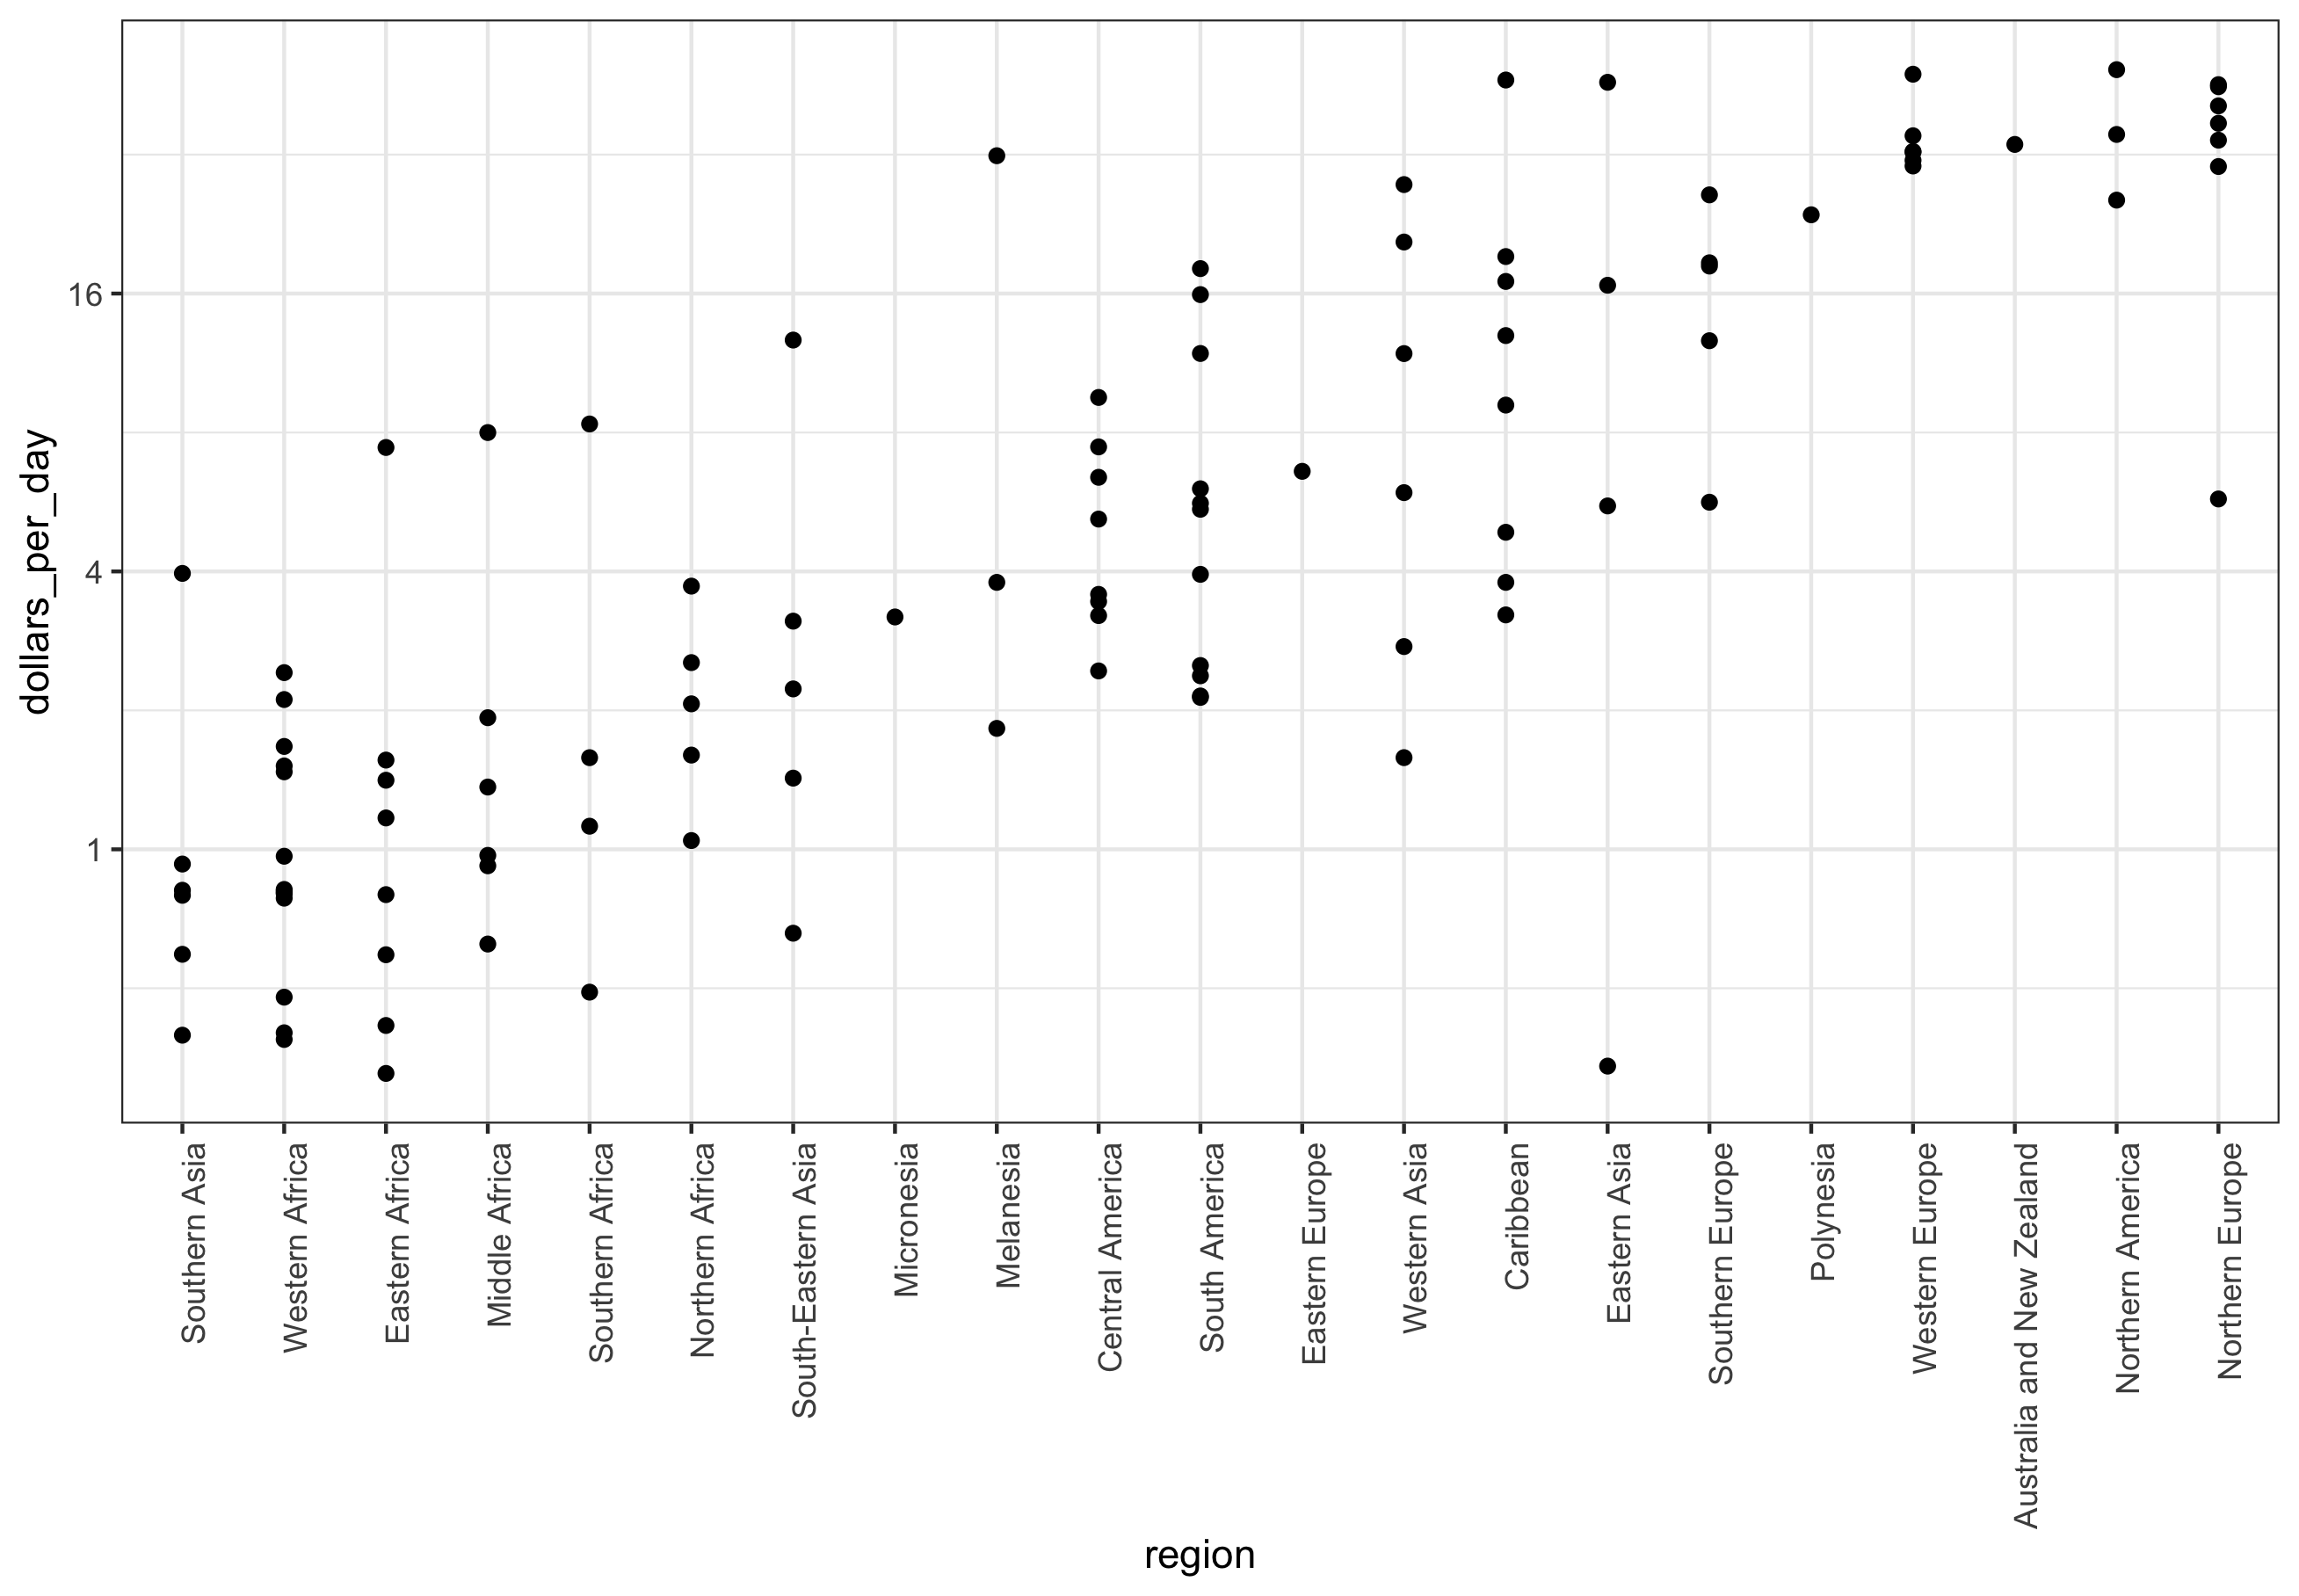 dollars_per_day
16
4
1
Southern Asia
Western Africa
Eastern Africa
Middle Africa
Southern Africa
Northern Africa
South-Eastern Asia
Micronesia
Melanesia
Central America
South America
Eastern Europe
Western Asia
Caribbean
Eastern Asia
Southern Europe
Polynesia
Western Europe
Australia and New Zealand
Northern America
Northern Europe
region